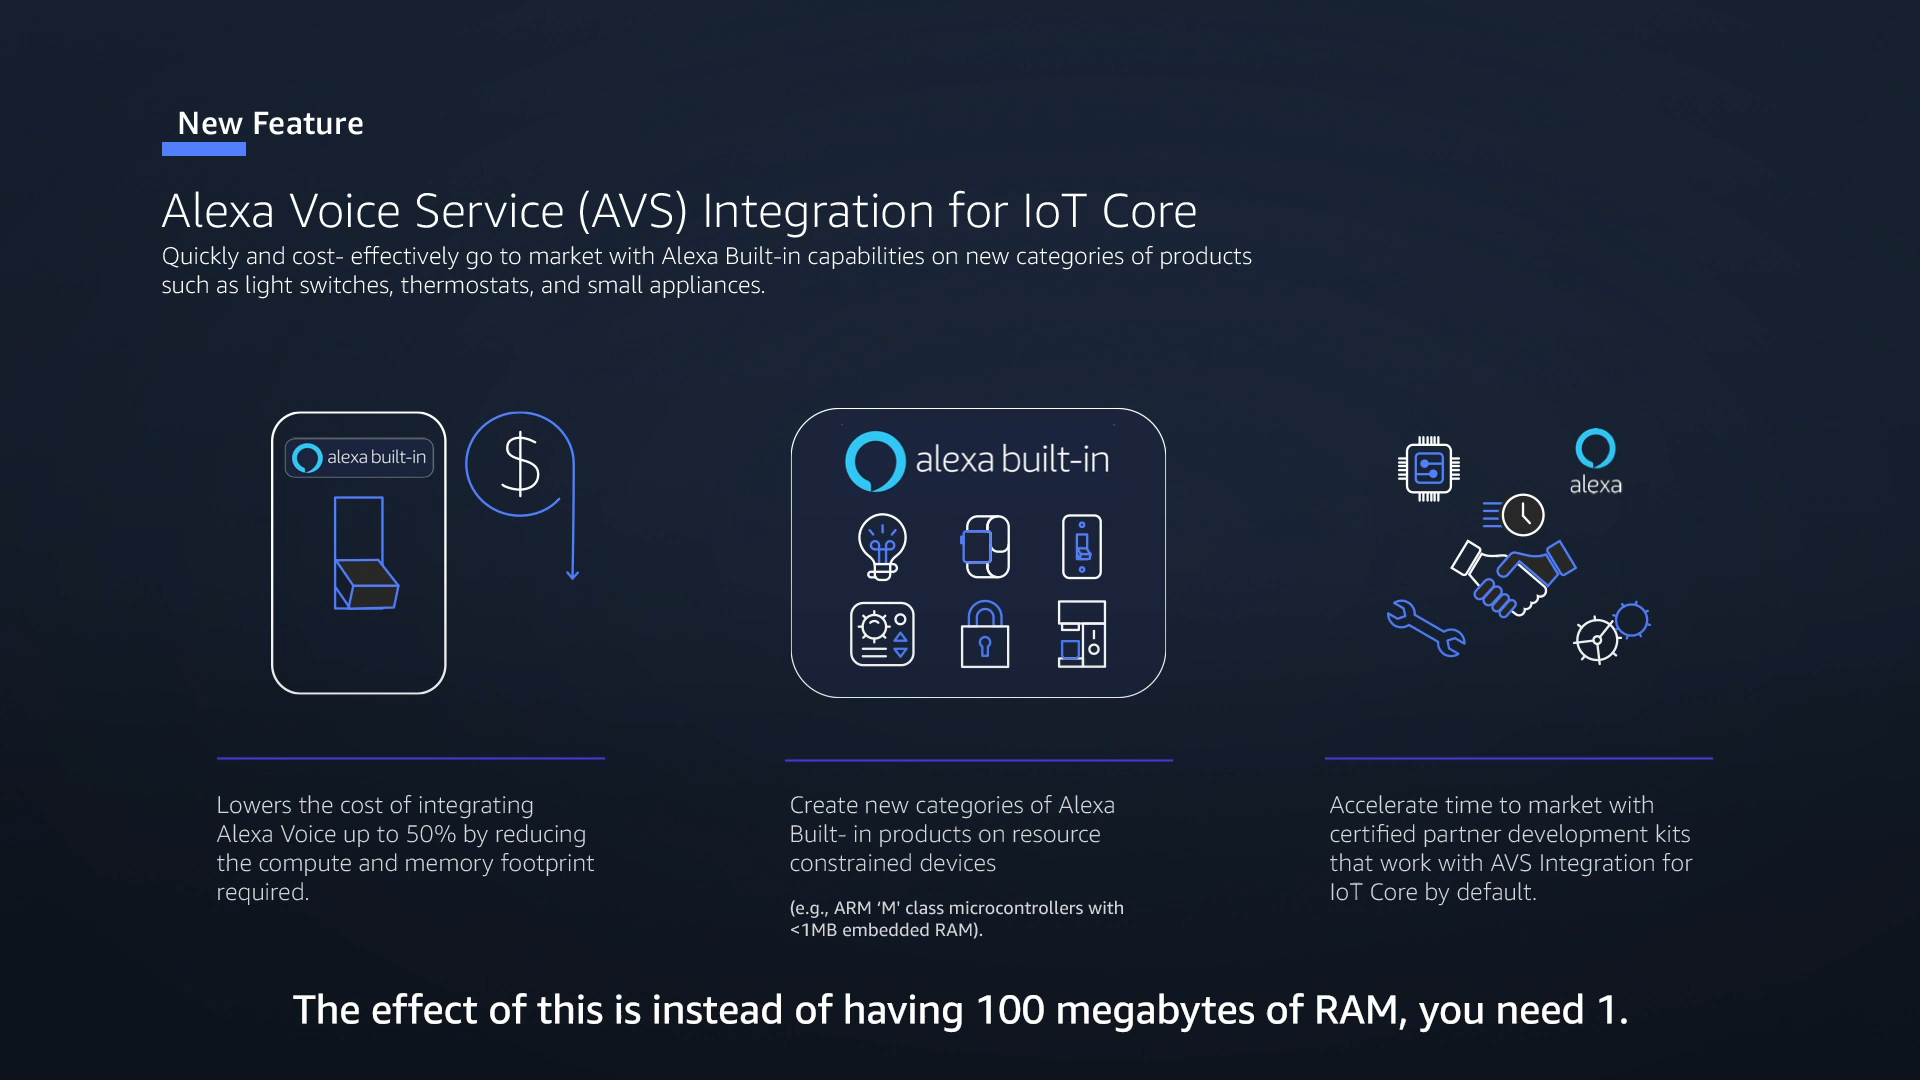 New Feature
Alexa Voice Service (AVS) Integration for IoT Core
Quickly and cost- effectively go to market with Alexa Built-in capabilities on new categories of products
such as light switches, thermostats, and small appliances.
alexa built-in
$
alexa built-in
alexa
Lowers the cost of integrating
Alexa Voice up to 50% by reducing
the compute and memory footprint
required.
Create new categories of Alexa
Built- in products on resource
constrained devices
(e.g., ARM ‘M' class microcontrollers with
<1MB embedded RAM).
Accelerate time to market with
certified partner development kits
that work with AVS Integration for
IoT Core by default.
The effect of this is instead of having 100 megabytes of RAM, you need 1.